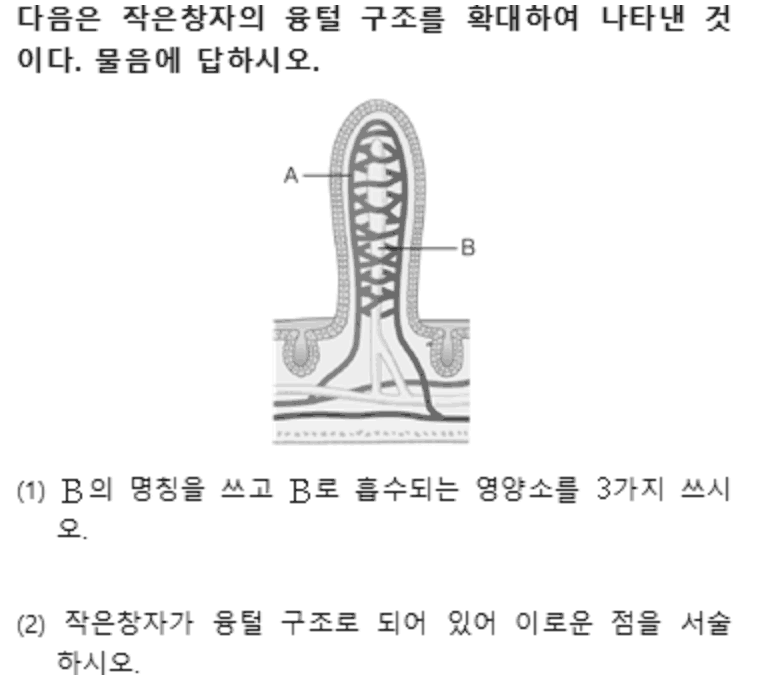 다음은 작은창자의 융털 구조를 확대하여 나타낸 것
이다. 물음에 답하시오.
A
B
(1) B의 명칭을 쓰고 B로 흡수되는 영양소를 3가지 쓰시
오.
(2) 작은창자가 융털 구조로 되어 있어 이로운 점을 서술
하시오.